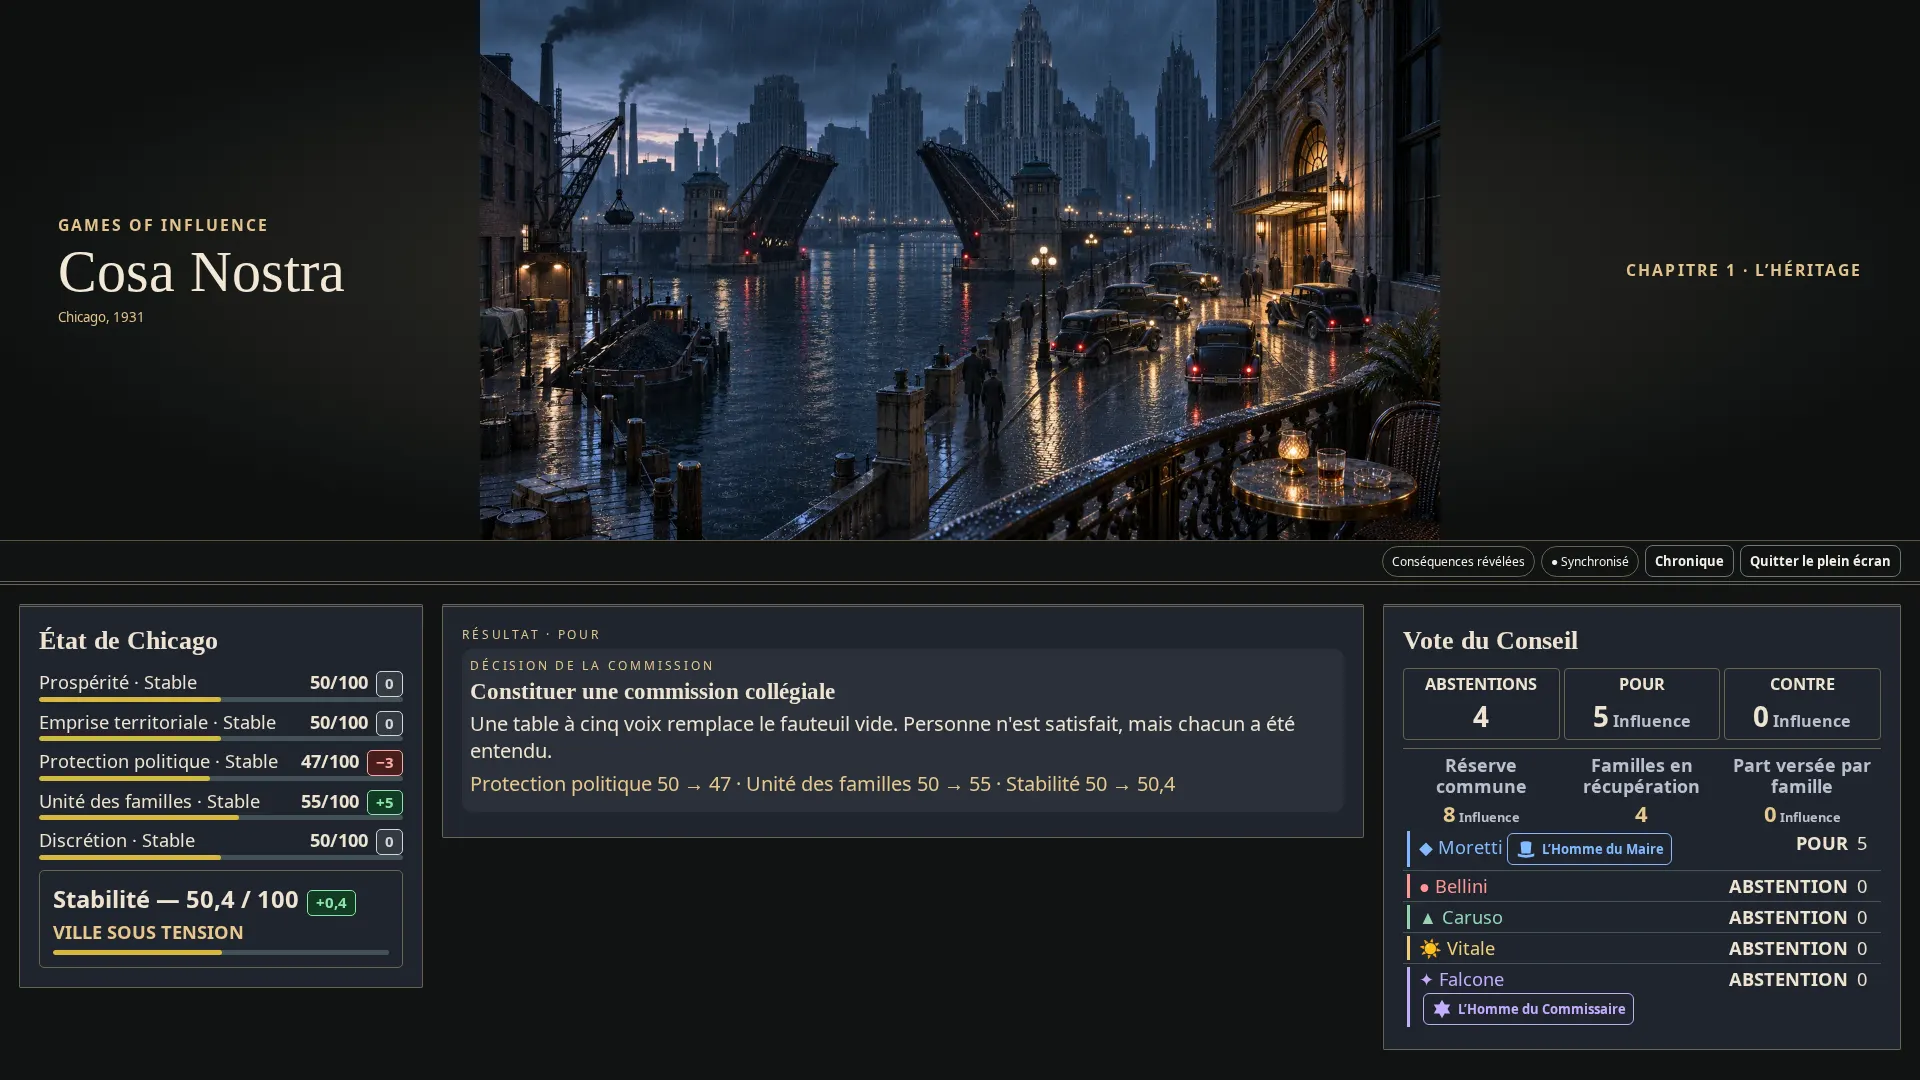 GAMES OF INFLUENCE
Cosa Nostra
Chicago, 1931
CHAPITRE 1 · L'HÉRITAGE
Conséquences révélées
● Synchronisé
Chronique
Quitter le plein écran
État de Chicago
Prospérité · Stable 50/100 0
Emprise territoriale · Stable 50/100 0
Protection politique · Stable 47/100 −3
Unité des familles · Stable 55/100 +5
Discrétion · Stable 50/100 0
Stabilité — 50,4 / 100 +0,4
VILLE SOUS TENSION
RÉSULTAT · POUR
DÉCISION DE LA COMMISSION
Constituer une commission collégiale
Une table à cinq voix remplace le fauteuil vide. Personne n'est satisfait, mais chacun a été
entendu.
Protection politique 50 → 47 · Unité des familles 50 → 55 · Stabilité 50 → 50,4
Vote du Conseil
ABSTENTIONS
4
POUR
5 Influence
CONTRE
0 Influence
Réserve
commune
8 Influence
Familles en
récupération
4
Part versée par
famille
0 Influence
◆ Moretti L'Homme du Maire POUR 5
● Bellini ABSTENTION 0
▲ Caruso ABSTENTION 0
☀ Vitale ABSTENTION 0
✦ Falcone ABSTENTION 0
L'Homme du Commissaire